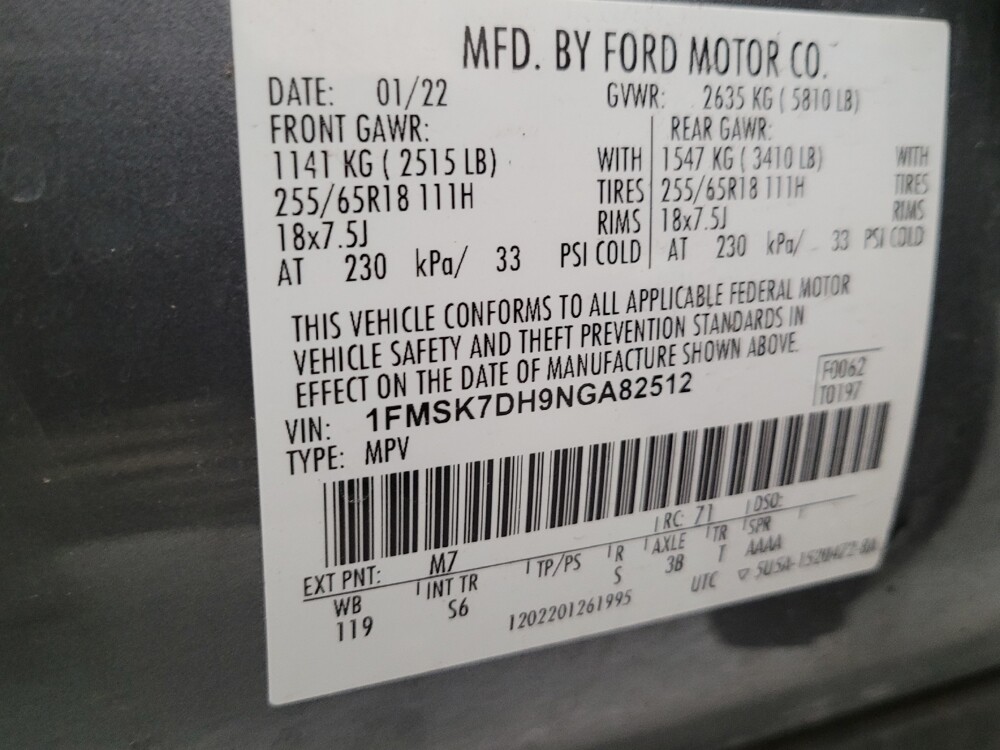 MFD. BY FORD MOTOR CO.
DATE: 01/22 GVWR: 2635 KG ( 5810 LB)
FRONT GAWR: REAR GAWR:
1141 KG ( 2515 LB) WITH 1547 KG ( 3410 LB) WITH
255/65R18 111H TIRES 255/65R18 111H TIRES
18x7.5J RIMS 18x7.5J RIMS
AT 230 kPa/ 33 PSI COLD AT 230 kPa/ 33 PSI COLD
THIS VEHICLE CONFORMS TO ALL APPLICABLE FEDERAL MOTOR
VEHICLE SAFETY AND THEFT PREVENTION STANDARDS IN
EFFECT ON THE DATE OF MANUFACTURE SHOWN ABOVE.
VIN: 1FMSK7DH9NGA82512 F0062
TYPE: MPV T0197
EXT PNT: M7 RC: 71 DSO:
WB INT TR TP/PS R AXLE TR SPR
119 S6 S 3B T AAAA
1202201261995 UTC